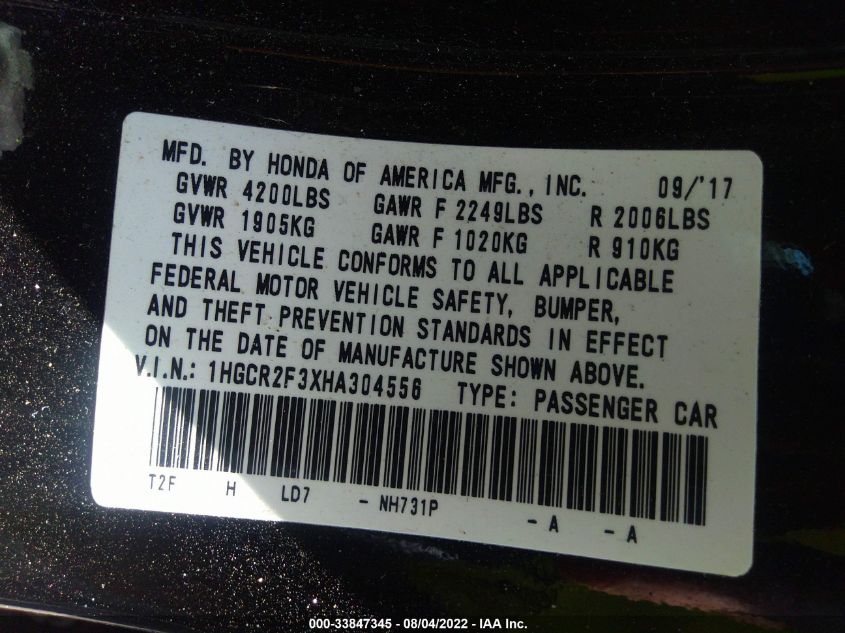 MFD. BY HONDA OF AMERICA MFG., INC. 09/'17
GVWR 4200LBS GAWR F 2249LBS R 2006LBS
GVWR 1905KG GAWR F 1020KG R 910KG
THIS VEHICLE CONFORMS TO ALL APPLICABLE
FEDERAL MOTOR VEHICLE SAFETY, BUMPER,
AND THEFT PREVENTION STANDARDS IN EFFECT
ON THE DATE OF MANUFACTURE SHOWN ABOVE.
V.I.N.: 1HGCR2F3XHA304556 TYPE: PASSENGER CAR
T2F H LD7 - NH731P - A - A
000-33847345 - 08/04/2022 - IAA Inc.